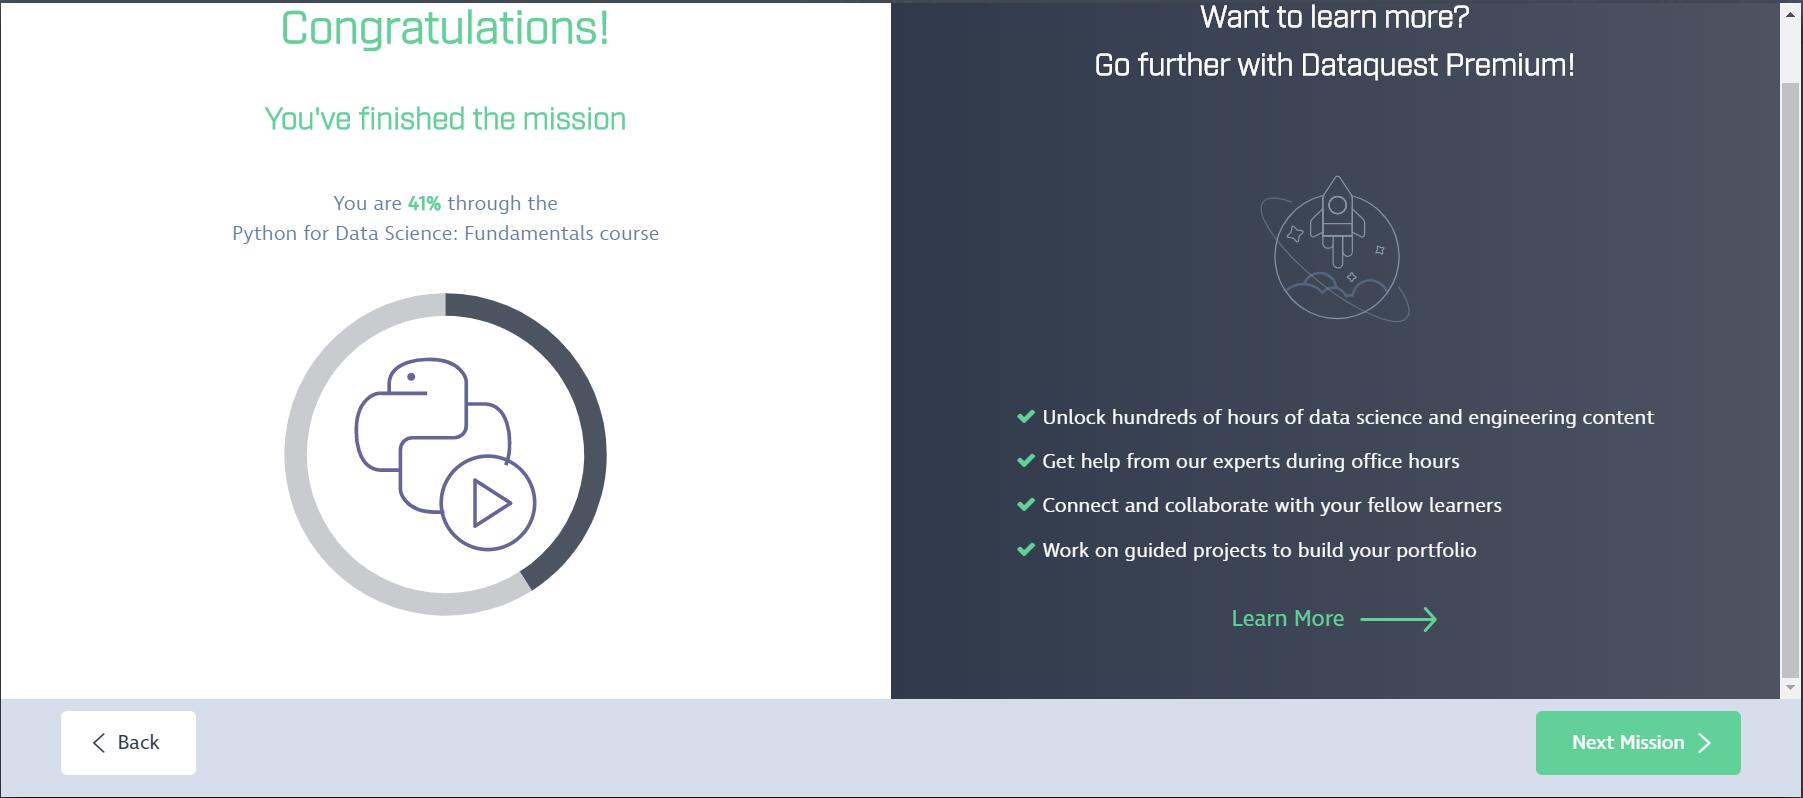 Congratulations!
You've finished the mission
You are 41% through the
Python for Data Science: Fundamentals course
Want to learn more?
Go further with Dataquest Premium!
Unlock hundreds of hours of data science and engineering content
Get help from our experts during office hours
Connect and collaborate with your fellow learners
Work on guided projects to build your portfolio
Learn More
Back
Next Mission